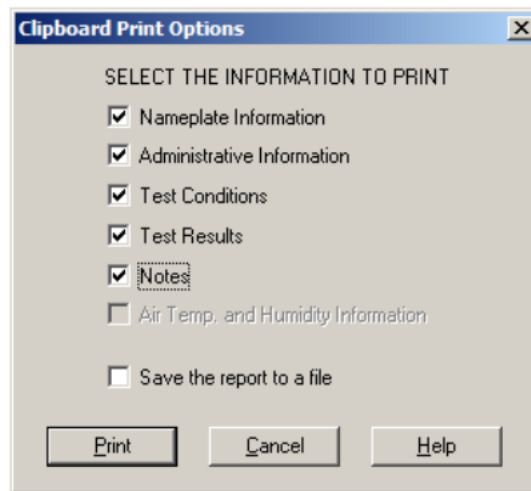 Clipboard Print Options
SELECT THE INFORMATION TO PRINT
Nameplate Information
Administrative Information
Test Conditions
Test Results
Notes
Air Temp. and Humidity Information
Save the report to a file
Print Cancel Help